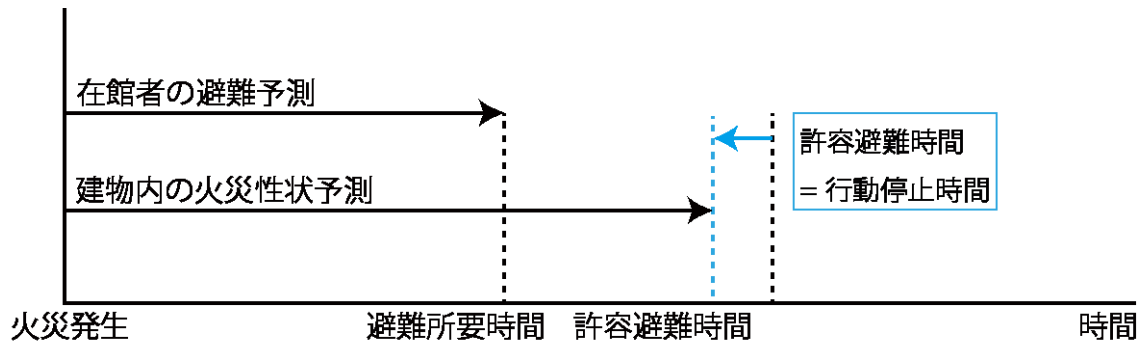 在館者の避難予測
建物内の火災性状予測
許容避難時間
= 行動停止時間
火災発生
避難所要時間
許容避難時間
時間